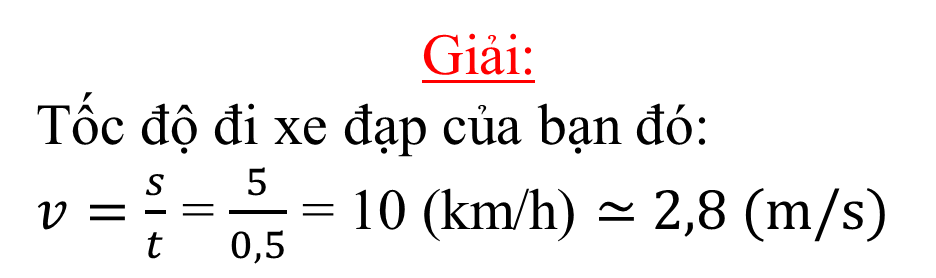 Giải:
Tốc độ đi xe đạp của bạn đó:
v = s/t = 5/0,5 = 10 (km/h) ≃ 2,8 (m/s)